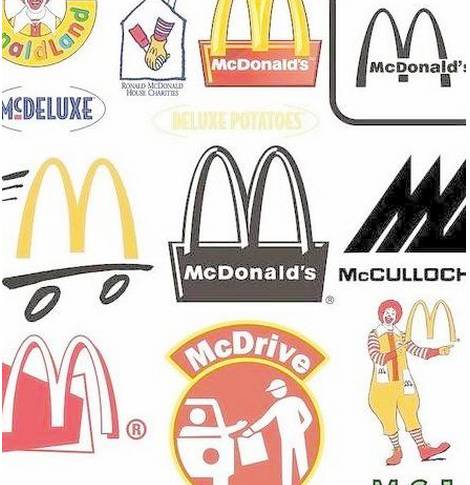 naldland
RONALD MCDONALD
HOUSE CHARITIES
McDonald's
McDonald's
McDELUXE
DELUXE POTATOES
McDonald's
®
McCULLOCH
®
McDrive